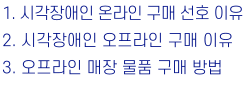 1. 시각장애인 온라인 구매 선호 이유
2. 시각장애인 오프라인 구매 이유
3. 오프라인 매장 물품 구매 방법